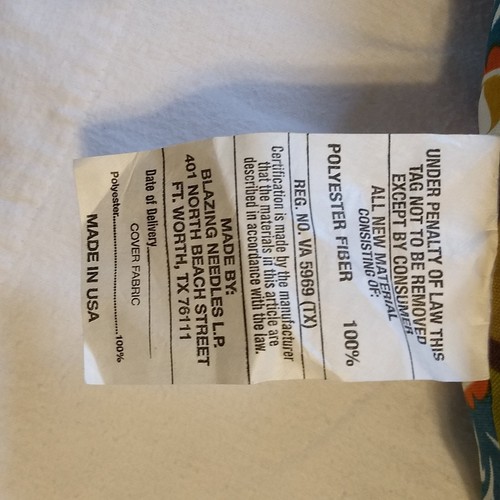 UNDER PENALTY OF LAW THIS
TAG NOT TO BE REMOVED
EXCEPT BY CONSUMER
ALL NEW MATERIAL
CONSISTING OF:
POLYESTER FIBER 100%
REG. NO. VA 5969 (TX)
Certification is made by the manufacturer
that the materials in this article are
described in accordance with the law.
MADE BY:
BLAZING NEEDLES L.P.
401 NORTH BEACH STREET
FT. WORTH, TX 76111
Date of Delivery
COVER FABRIC
Polyester........................100%
MADE IN USA